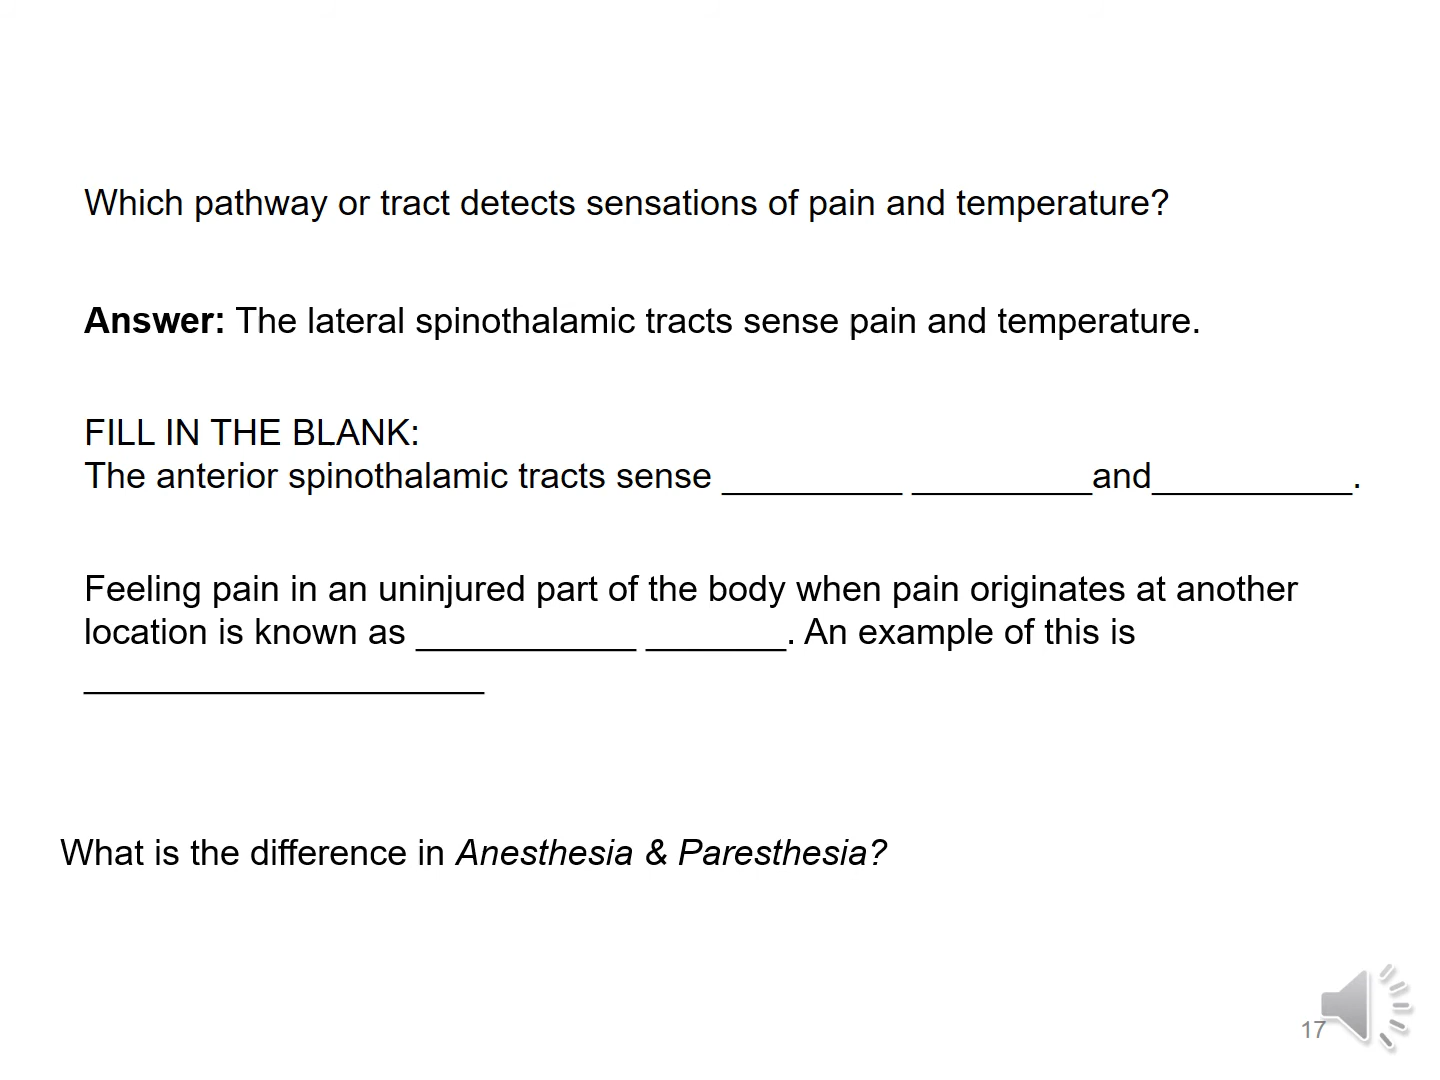 Which pathway or tract detects sensations of pain and temperature?
Answer: The lateral spinothalamic tracts sense pain and temperature.
FILL IN THE BLANK:
The anterior spinothalamic tracts sense _________ _________and__________.
Feeling pain in an uninjured part of the body when pain originates at another
location is known as ___________ _______. An example of this is
____________________
What is the difference in Anesthesia & Paresthesia?
17